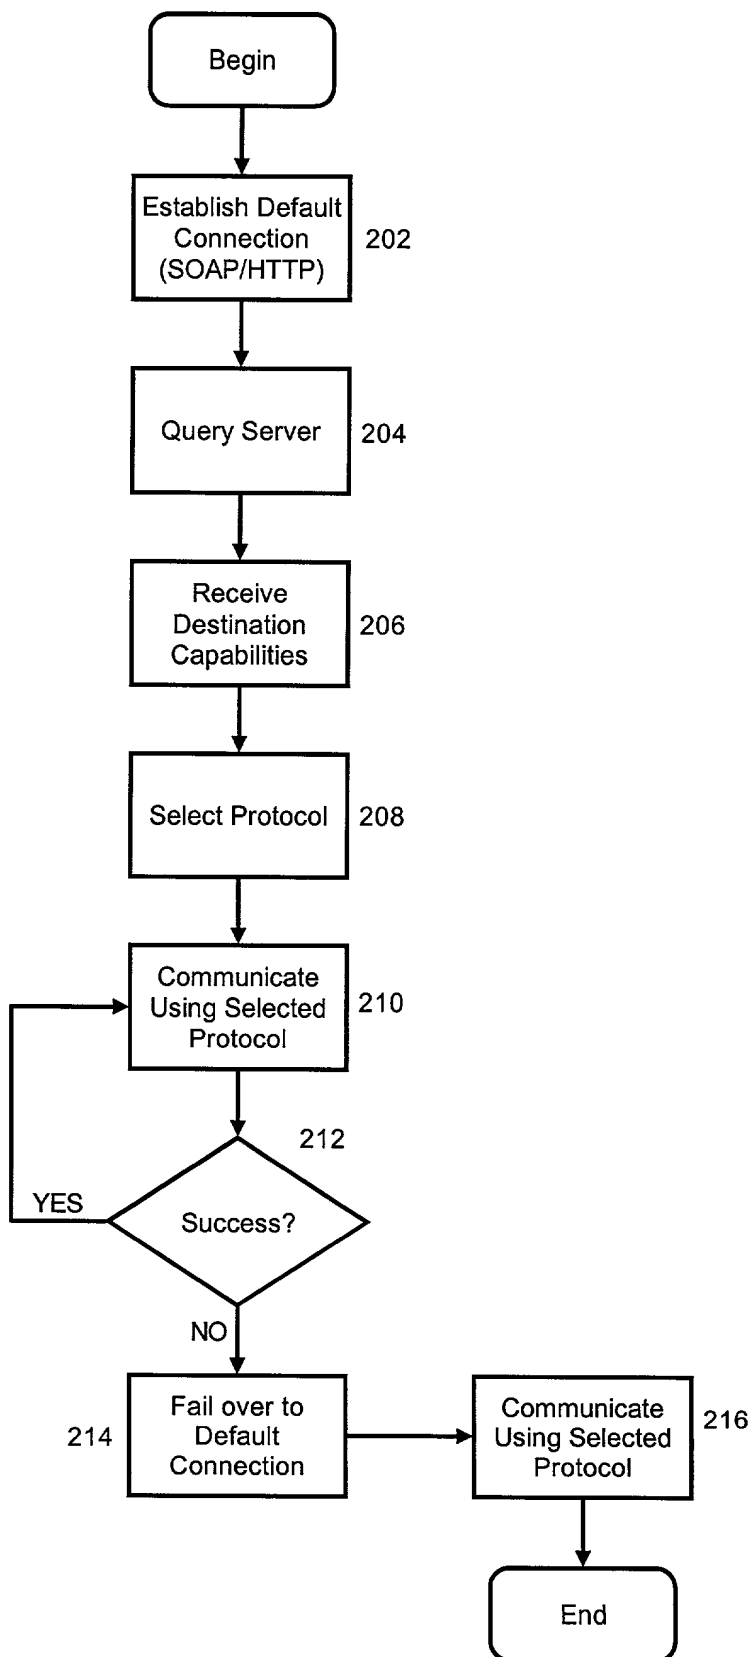 Begin
Establish Default
Connection
(SOAP/HTTP)
202
Query Server
204
Receive
Destination
Capabilities
206
Select Protocol
208
Communicate
Using Selected
Protocol
210
212
Success?
YES
NO
Fail over to
Default
Connection
214
Communicate
Using Selected
Protocol
216
End